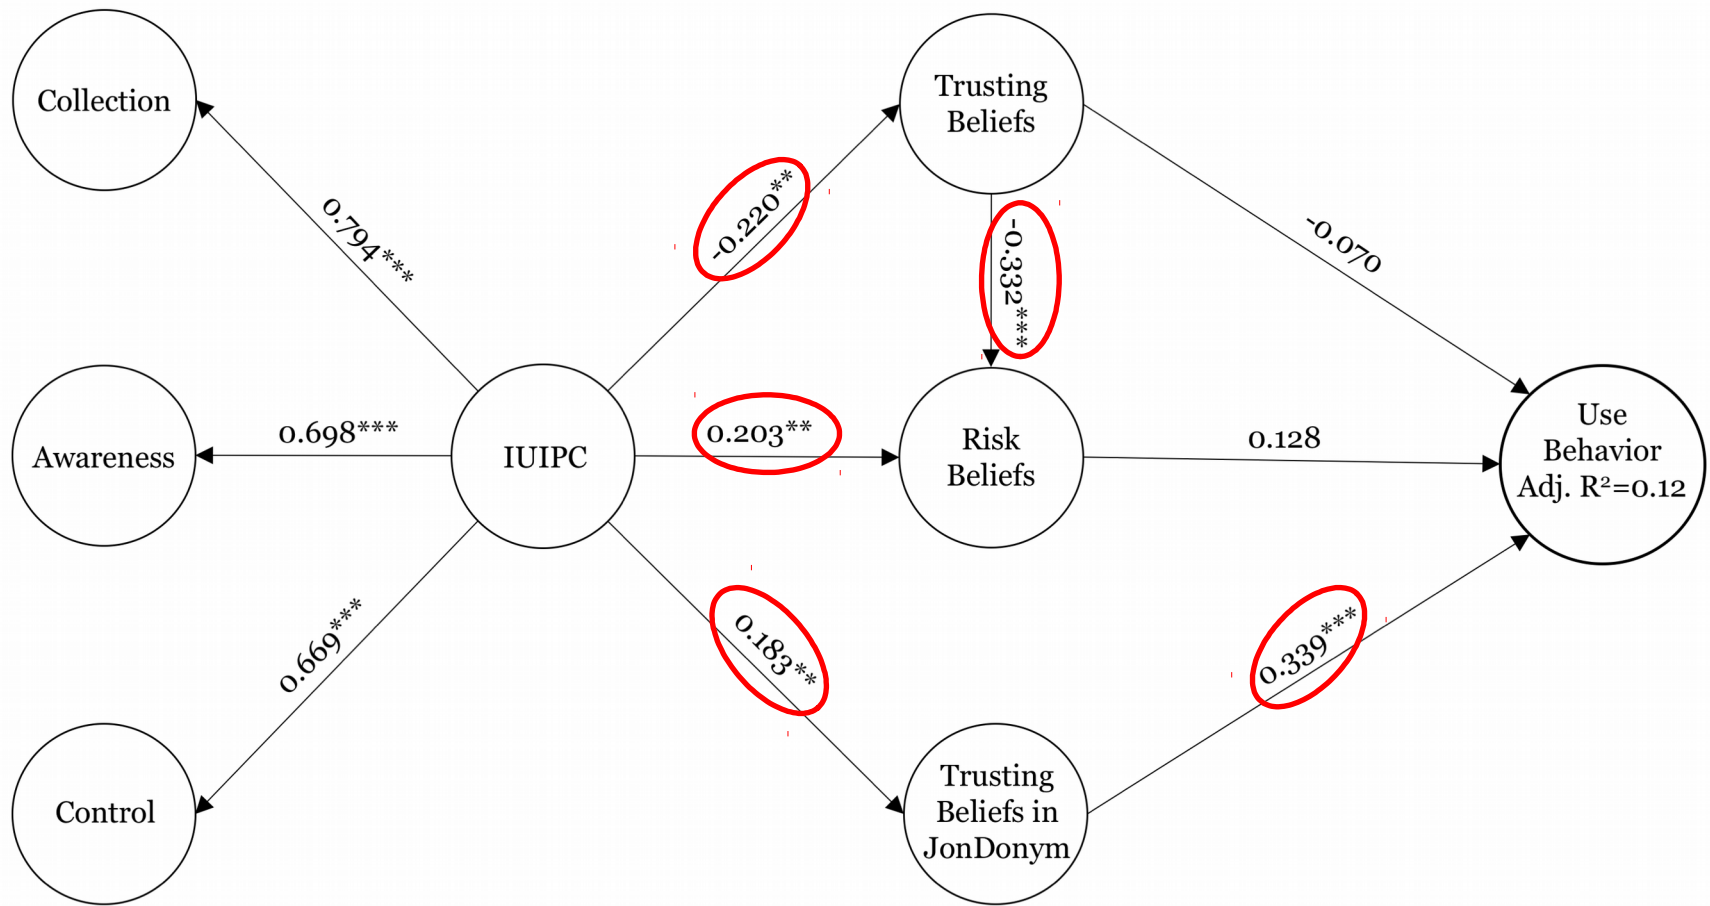 Collection
Trusting
Beliefs
-0.220**
0.794***
-0.332***
-0.070
Awareness
0.698***
IUIPC
0.203**
Risk
Beliefs
0.128
Use
Behavior
Adj. R²=0.12
0.669***
0.183**
0.339***
Control
Trusting
Beliefs in
JonDonym